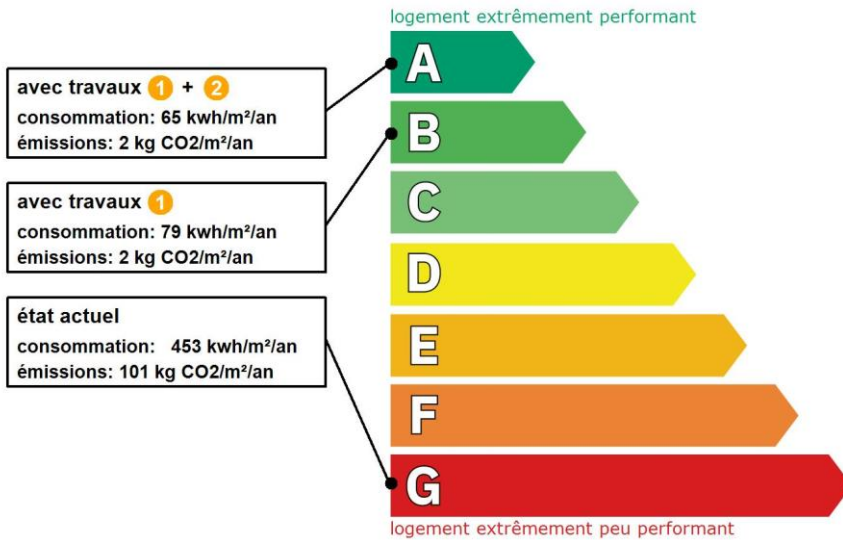 logement extrêmement performant
avec travaux 1 + 2
consommation: 65 kwh/m²/an
émissions: 2 kg CO2/m²/an
avec travaux 1
consommation: 79 kwh/m²/an
émissions: 2 kg CO2/m²/an
état actuel
consommation: 453 kwh/m²/an
émissions: 101 kg CO2/m²/an
A
B
C
D
E
F
G
logement extrêmement peu performant